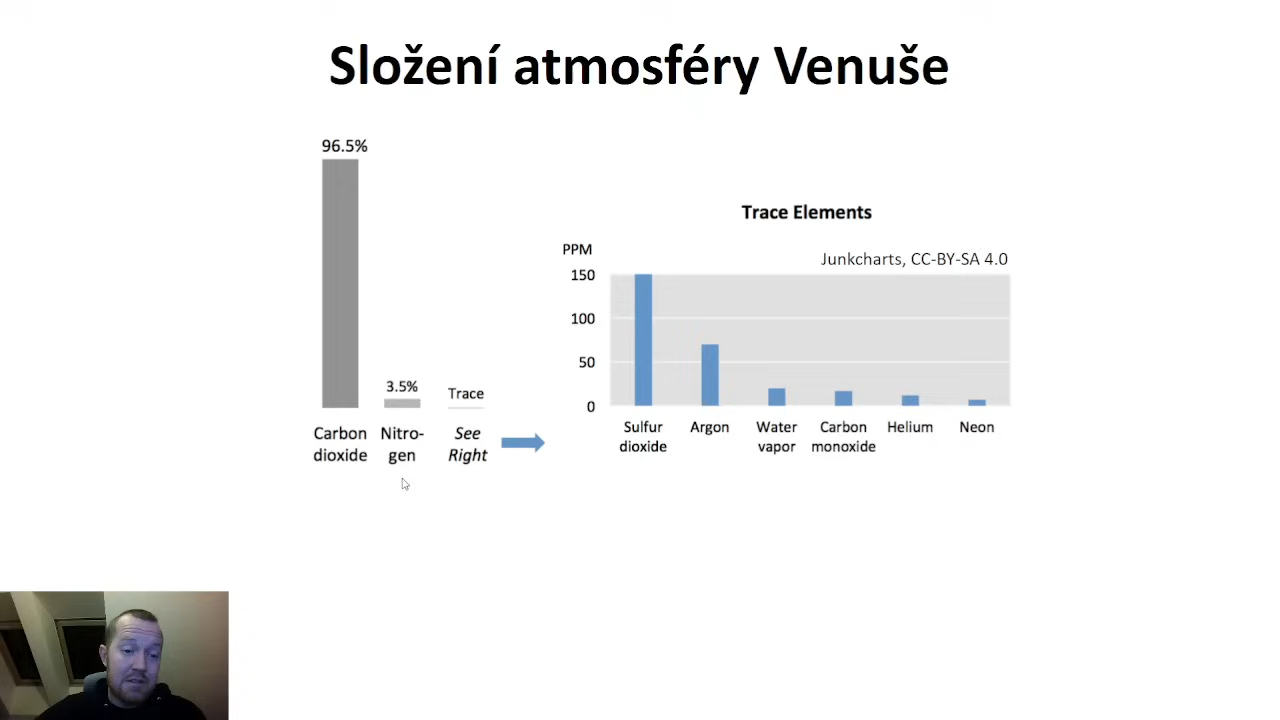 Složení atmosféry Venuše
96.5%
3.5%
Trace
Carbon
dioxide
Nitro-
gen
See
Right
Trace Elements
PPM
Junkcharts, CC-BY-SA 4.0
150
100
50
0
Sulfur
dioxide
Argon
Water
vapor
Carbon
monoxide
Helium
Neon